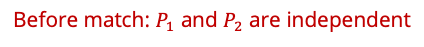 Before match: P₁ and P₂ are independent